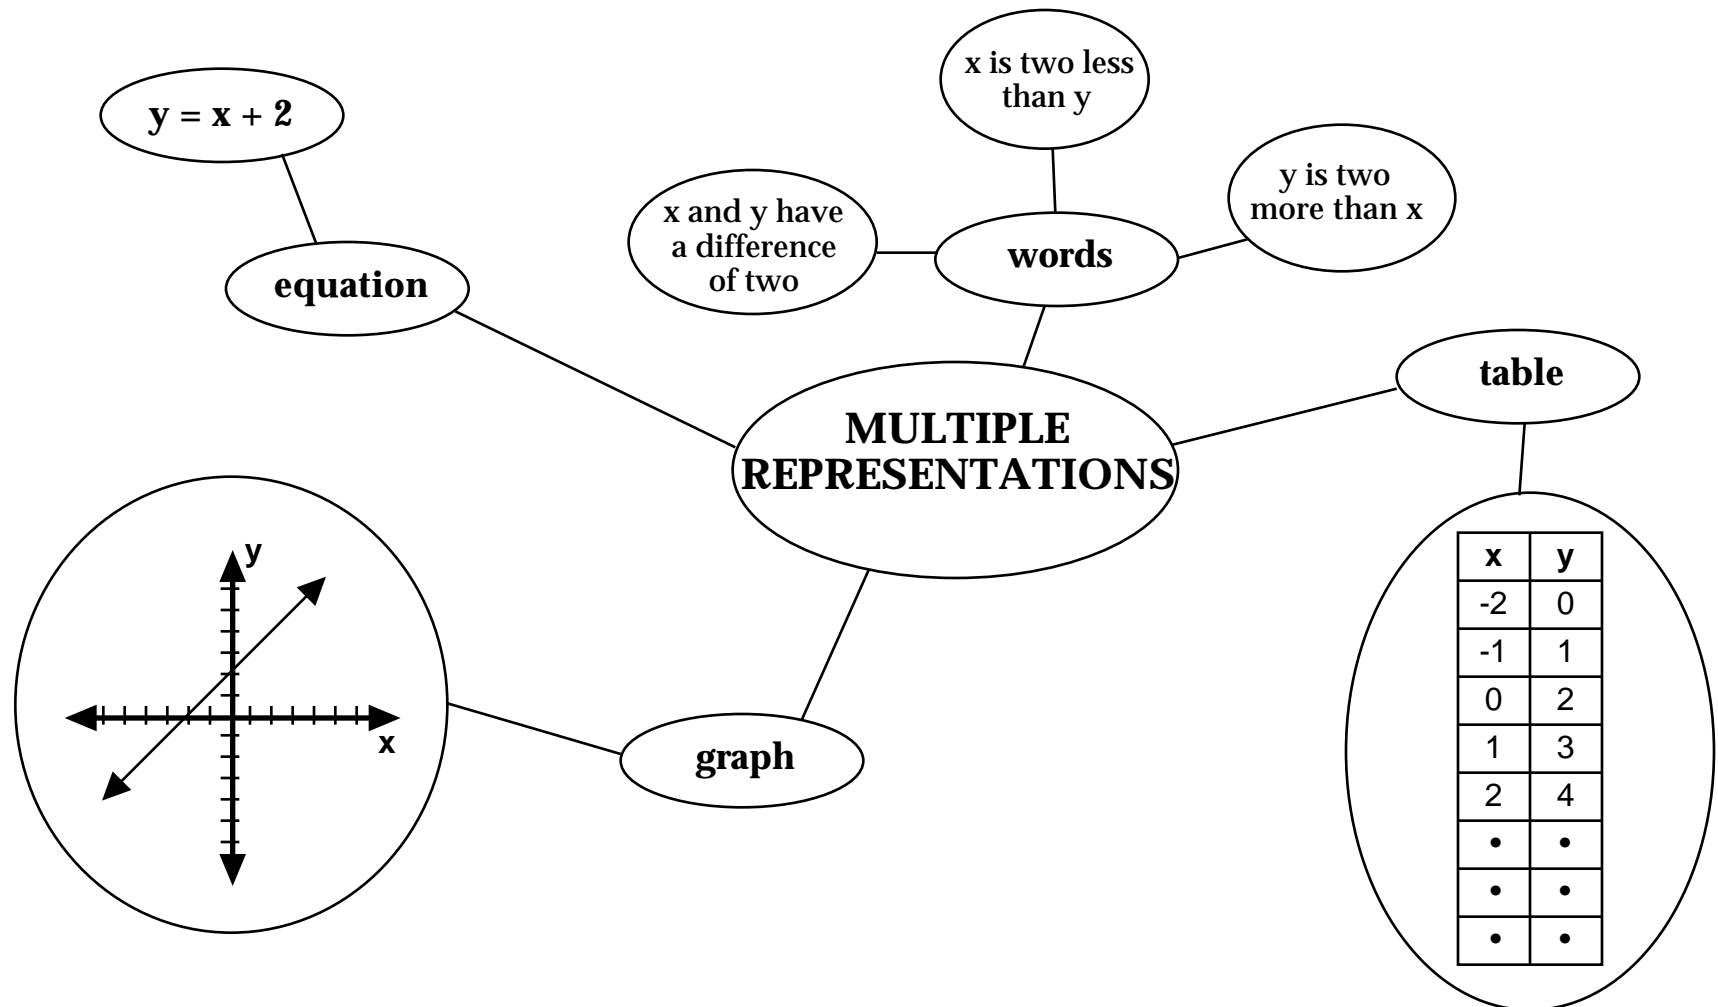 x is two less
than y
y = x + 2
y is two
more than x
x and y have
a difference
of two
words
equation
table
MULTIPLE
REPRESENTATIONS
y
x
graph
x y
-2 0
-1 1
0 2
1 3
2 4
• •
• •
• •